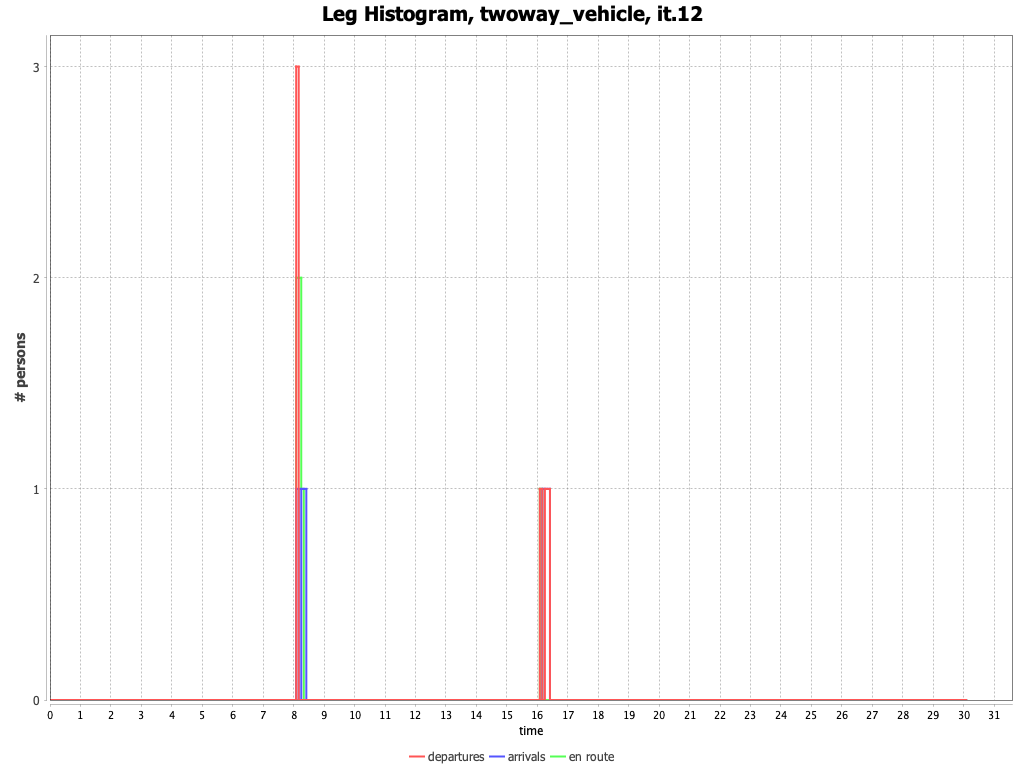 Leg Histogram, twoway_vehicle, it.12
# persons
3
2
1
0
0 1 2 3 4 5 6 7 8 9 10 11 12 13 14 15 16 17 18 19 20 21 22 23 24 25 26 27 28 29 30 31
time
departures arrivals en route